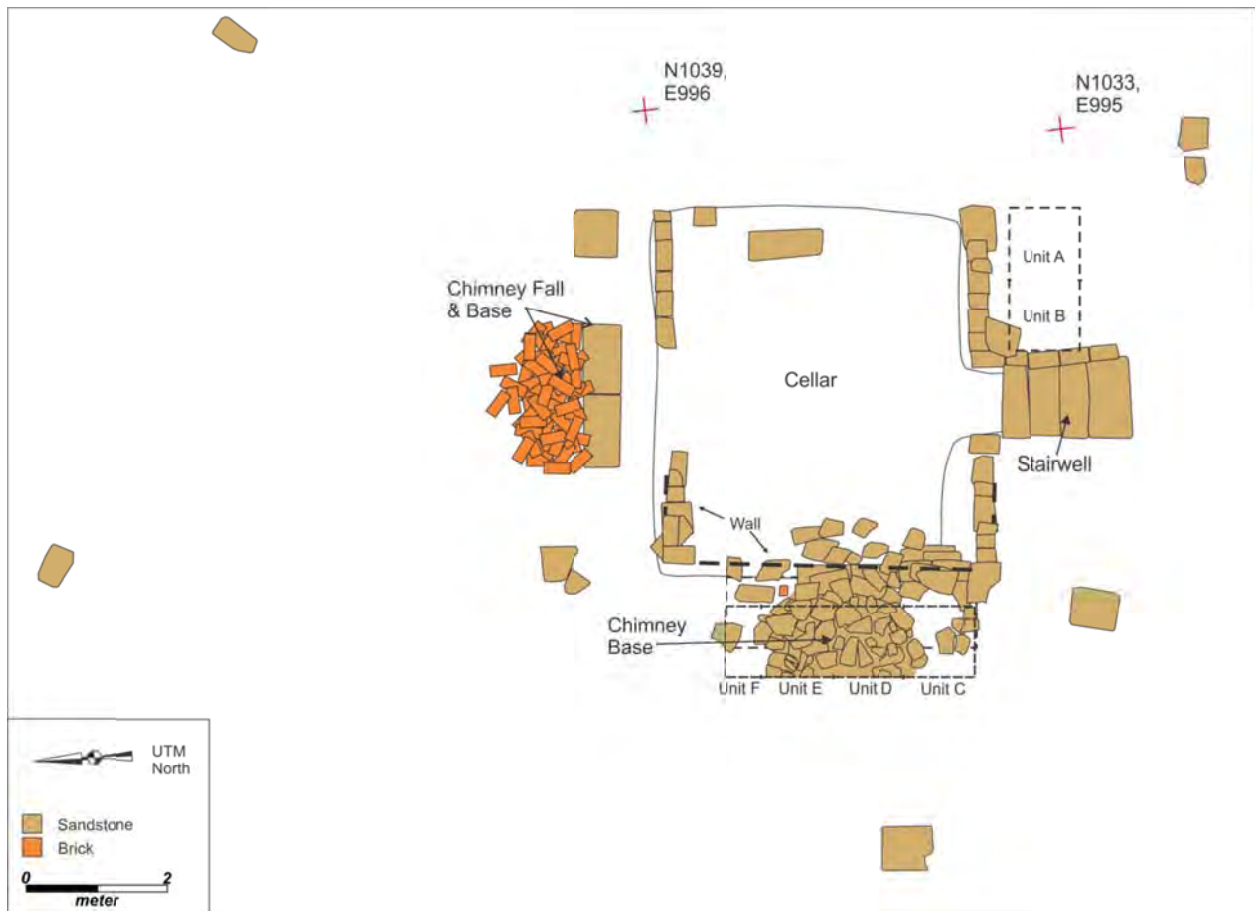 N1039,
E996
N1033,
E995
Unit A
Chimney Fall
& Base
Unit B
Cellar
Stairwell
Wall
Chimney
Base
Unit F
Unit E
Unit D
Unit C
UTM
North
Sandstone
Brick
0
2
meter